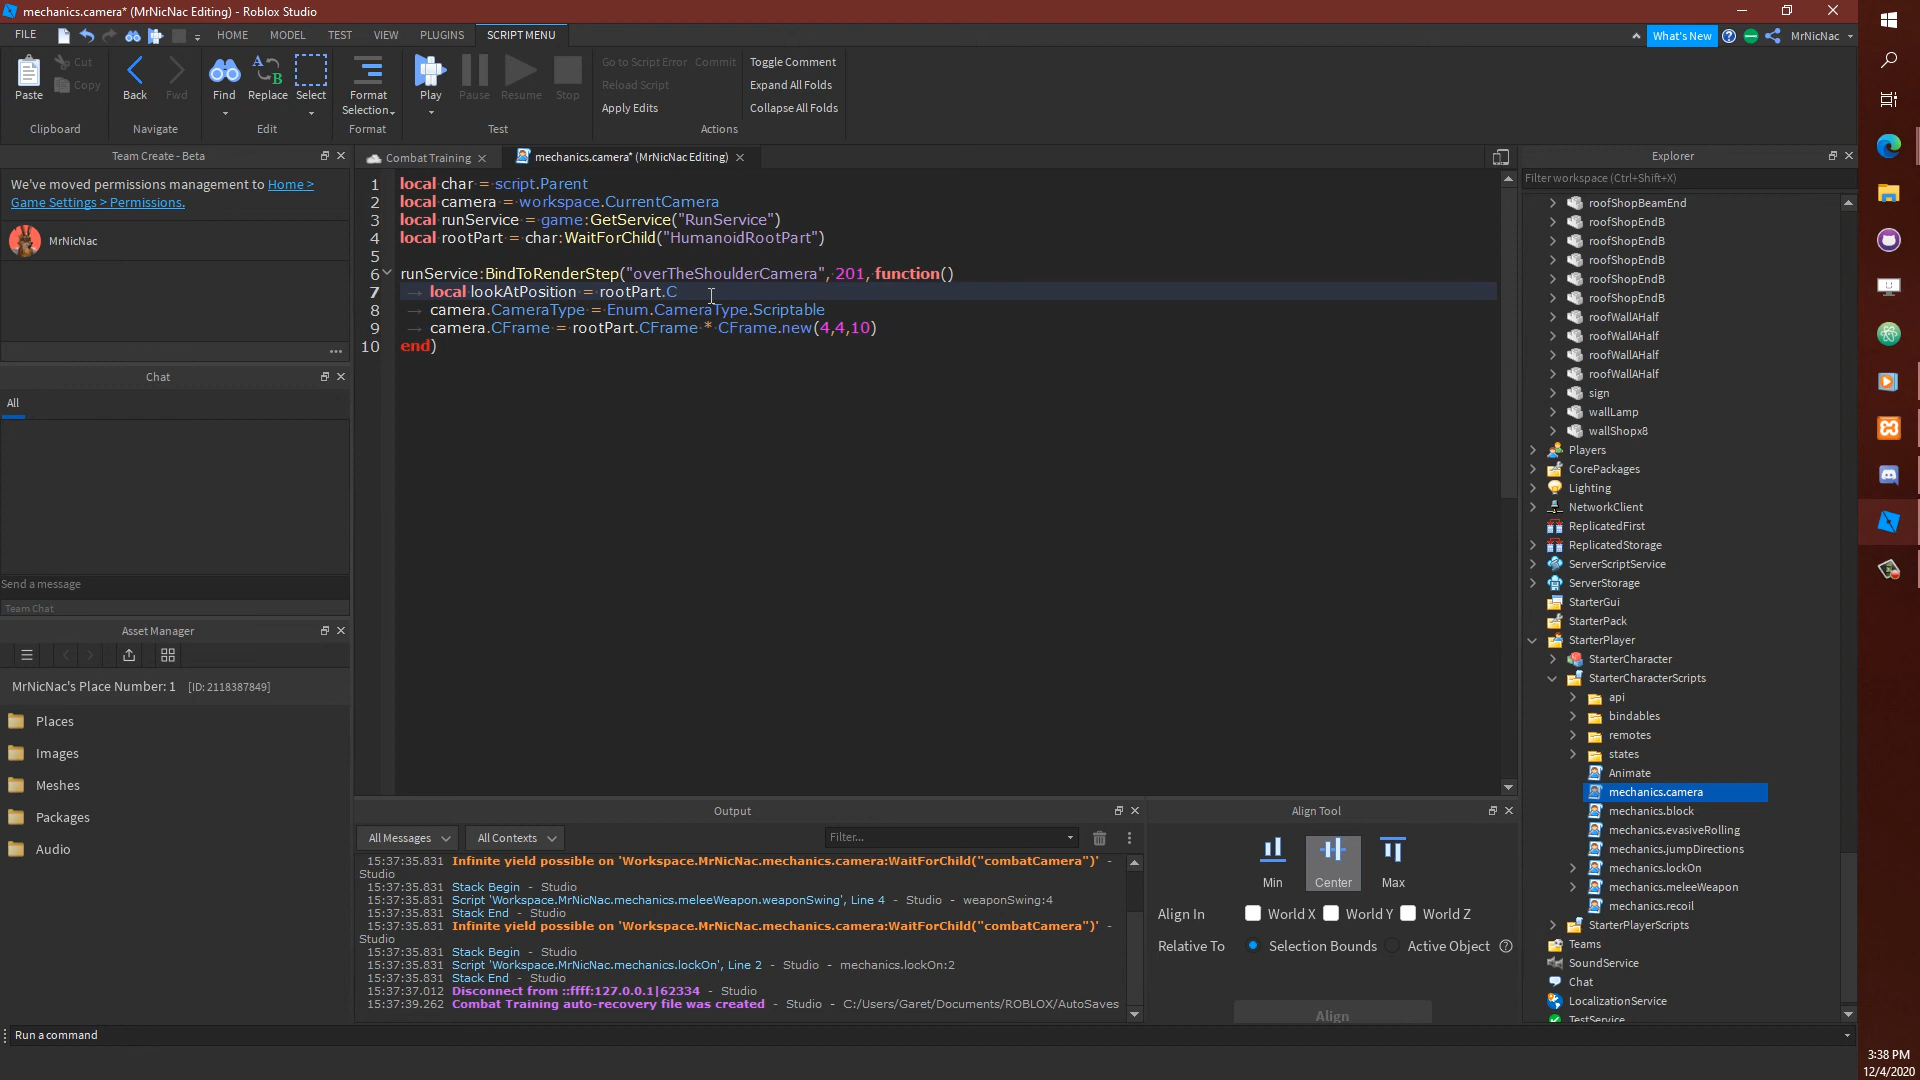 mechanics.camera* (MrNicNac Editing) - Roblox Studio
FILE
HOME
MODEL
TEST
VIEW
PLUGINS
SCRIPT MENU
What's New
MrNicNac
Paste
Cut
Copy
Back
Fwd
Find
Replace
Select
Format
Selection
Play
Pause
Resume
Stop
Go to Script Error
Commit
Reload Script
Apply Edits
Toggle Comment
Expand All Folds
Collapse All Folds
Clipboard
Navigate
Edit
Format
Test
Actions
Team Create - Beta
We've moved permissions management to Home >
Game Settings > Permissions.
MrNicNac
Chat
All
Send a message
Team Chat
Asset Manager
MrNicNac's Place Number: 1 [ID: 2118387849]
Places
Images
Meshes
Packages
Audio
Combat Training
mechanics.camera* (MrNicNac Editing)
1 local char = script.Parent
2 local camera = workspace.CurrentCamera
3 local runService = game:GetService("RunService")
4 local rootPart = char:WaitForChild("HumanoidRootPart")
5
6 runService:BindToRenderStep("overTheShoulderCamera", 201, function()
7 local lookAtPosition = rootPart.C
8 camera.CameraType = Enum.CameraType.Scriptable
9 camera.CFrame = rootPart.CFrame * CFrame.new(4,4,10)
10 end)
Output
All Messages
All Contexts
Filter...
15:37:35.831 Infinite yield possible on 'Workspace.MrNicNac.mechanics.camera:WaitForChild("combatCamera")' -
Studio
15:37:35.831 Stack Begin - Studio
15:37:35.831 Script 'Workspace.MrNicNac.mechanics.meleeWeapon.weaponSwing', Line 4 - Studio - weaponSwing:4
15:37:35.831 Stack End - Studio
15:37:35.831 Infinite yield possible on 'Workspace.MrNicNac.mechanics.camera:WaitForChild("combatCamera")' -
Studio
15:37:35.831 Stack Begin - Studio
15:37:35.831 Script 'Workspace.MrNicNac.mechanics.lockOn', Line 2 - Studio - mechanics.lockOn:2
15:37:35.831 Stack End - Studio
15:37:37.012 Disconnect from ::ffff:127.0.0.1|62334 - Studio
15:37:39.262 Combat Training auto-recovery file was created - Studio - C:/Users/Garet/Documents/ROBLOX/AutoSaves
Align Tool
Min
Center
Max
Align In
World X
World Y
World Z
Relative To
Selection Bounds
Active Object
Align
Explorer
Filter workspace (Ctrl+Shift+X)
roofShopBeamEnd
roofShopEndB
roofShopEndB
roofShopEndB
roofShopEndB
roofShopEndB
roofWallAHalf
roofWallAHalf
roofWallAHalf
roofWallAHalf
sign
wallLamp
wallShopx8
Players
CorePackages
Lighting
NetworkClient
ReplicatedFirst
ReplicatedStorage
ServerScriptService
ServerStorage
StarterGui
StarterPack
StarterPlayer
StarterCharacter
StarterCharacterScripts
api
bindables
remotes
states
Animate
mechanics.camera
mechanics.block
mechanics.evasiveRolling
mechanics.jumpDirections
mechanics.lockOn
mechanics.meleeWeapon
mechanics.recoil
StarterPlayerScripts
Teams
SoundService
Chat
LocalizationService
TestService
Run a command
3:38 PM
12/4/2020